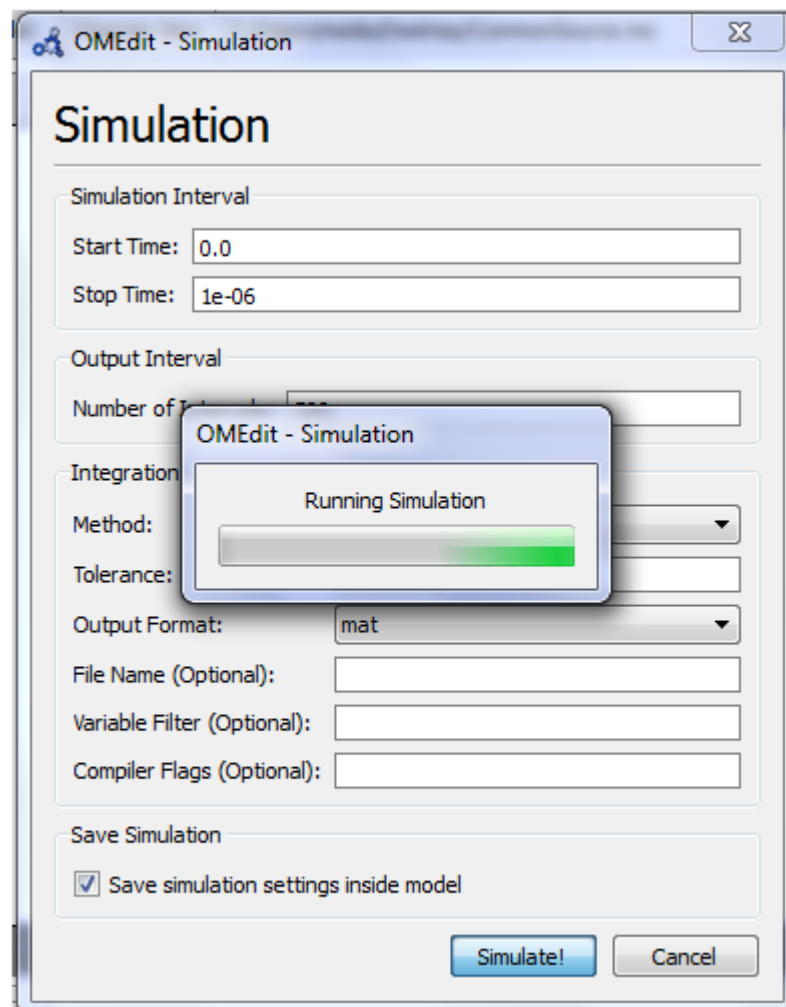 OMEdit - Simulation
Simulation
Simulation Interval
Start Time: 0.0
Stop Time: 1e-06
Output Interval
Number of
OMEdit - Simulation
Running Simulation
Integration
Method:
Tolerance:
Output Format: mat
File Name (Optional):
Variable Filter (Optional):
Compiler Flags (Optional):
Save Simulation
Save simulation settings inside model
Simulate! Cancel